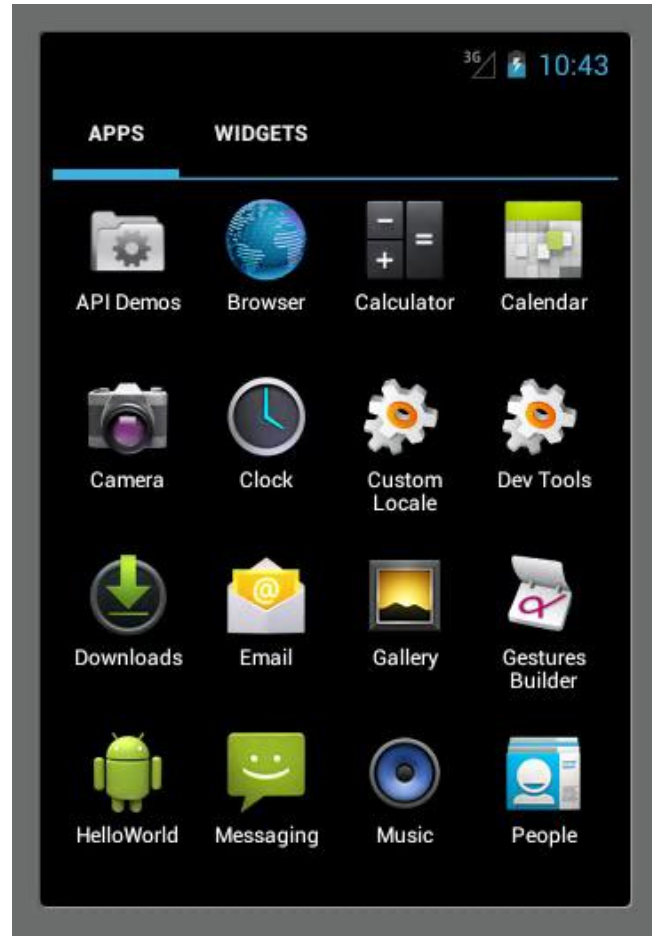 3G 10:43
APPS WIDGETS
API Demos Browser Calculator Calendar
Camera Clock Custom Locale Dev Tools
Downloads Email Gallery Gestures Builder
HelloWorld Messaging Music People